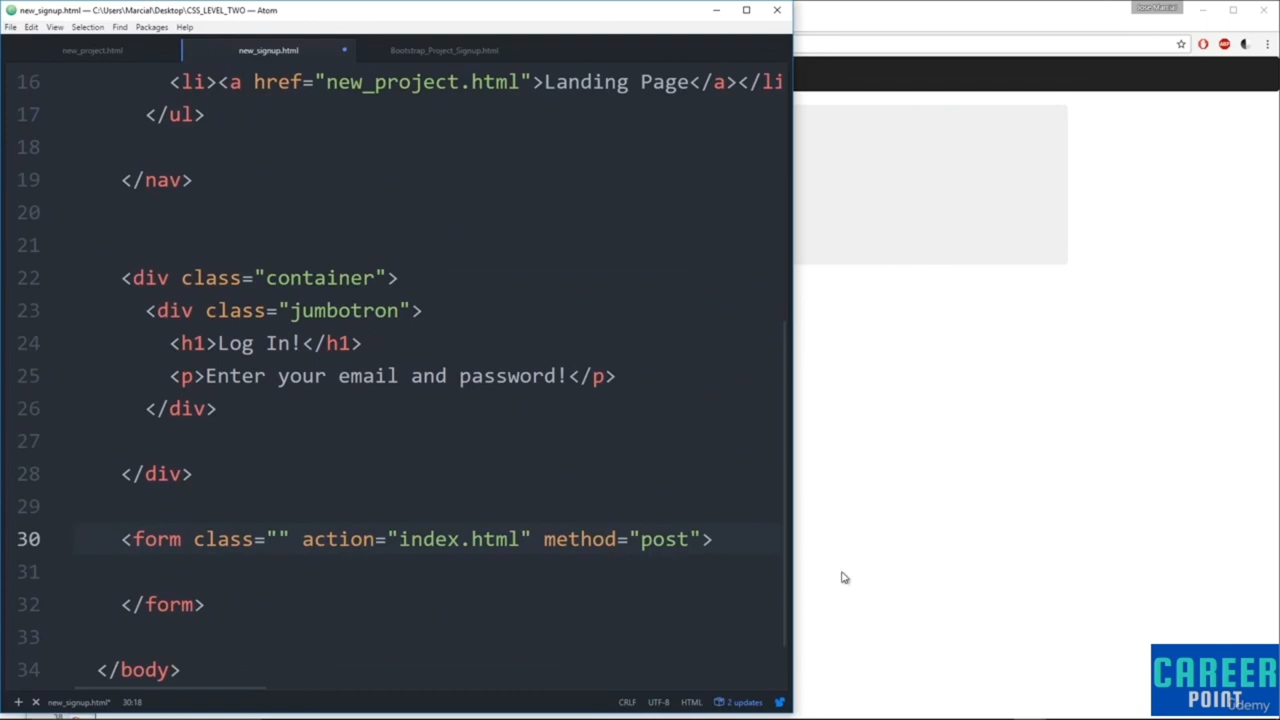 new_signup.html — C:\Users\Marcial\Desktop\CSS_LEVEL_TWO — Atom
Jose Marcial
File Edit View Selection Find Packages Help
new_project.html new_signup.html Bootstrap_Project_Signup.html
ABP
16 <li><a href="new_project.html">Landing Page</a></li
17 </ul>
18
19 </nav>
20
21
22 <div class="container">
23 <div class="jumbotron">
24 <h1>Log In!</h1>
25 <p>Enter your email and password!</p>
26 </div>
27
28 </div>
29
30 <form class="" action="index.html" method="post">
31
32 </form>
33
34 </body>
new_signup.html* 30:18 CRLF UTF-8 HTML 2 updates
CAREER
POINT
Udemy